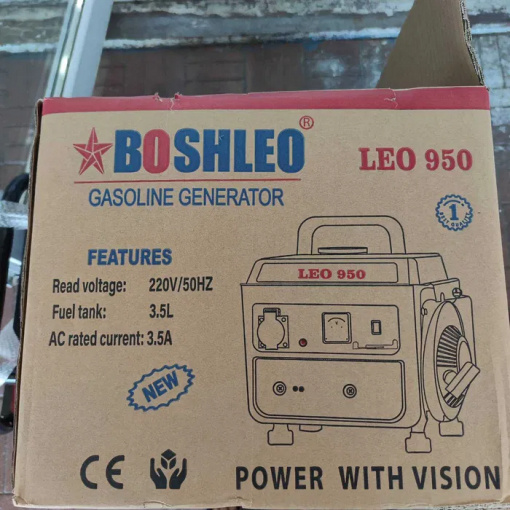 BOSHLEO®
LEO 950
GASOLINE GENERATOR
1
FEATURES
Read voltage: 220V/50HZ
Fuel tank: 3.5L
AC rated current: 3.5A
NEW
LEO 950
CE
POWER WITH VISION